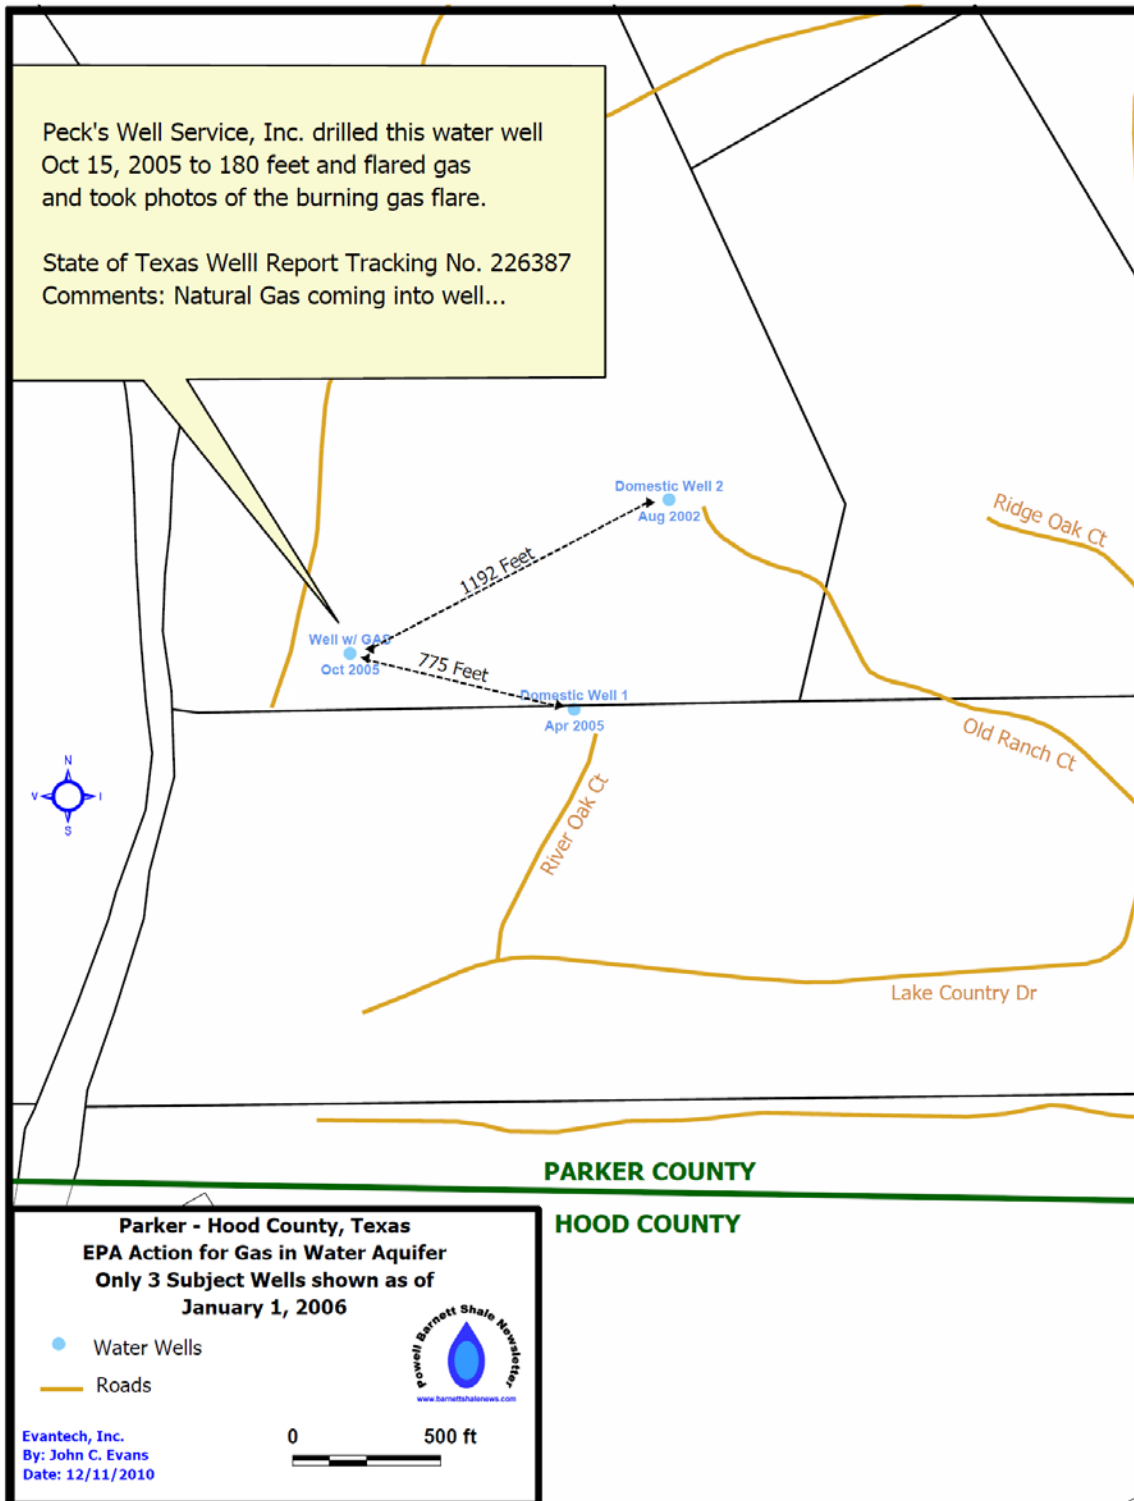 Peck's Well Service, Inc. drilled this water well
Oct 15, 2005 to 180 feet and flared gas
and took photos of the burning gas flare.
State of Texas Welll Report Tracking No. 226387
Comments: Natural Gas coming into well...
Domestic Well 2
Aug 2002
Ridge Oak Ct
1192 Feet
Well w/ GAS
Oct 2005
775 Feet
Domestic Well 1
Apr 2005
Old Ranch Ct
N
V
I
S
River Oak Ct
Lake Country Dr
PARKER COUNTY
HOOD COUNTY
Parker - Hood County, Texas
EPA Action for Gas in Water Aquifer
Only 3 Subject Wells shown as of
January 1, 2006
Water Wells
Roads
Powell Barnett Shale Newsletter
www.barnettshalenews.com
Evantech, Inc.
By: John C. Evans
Date: 12/11/2010
0 500 ft